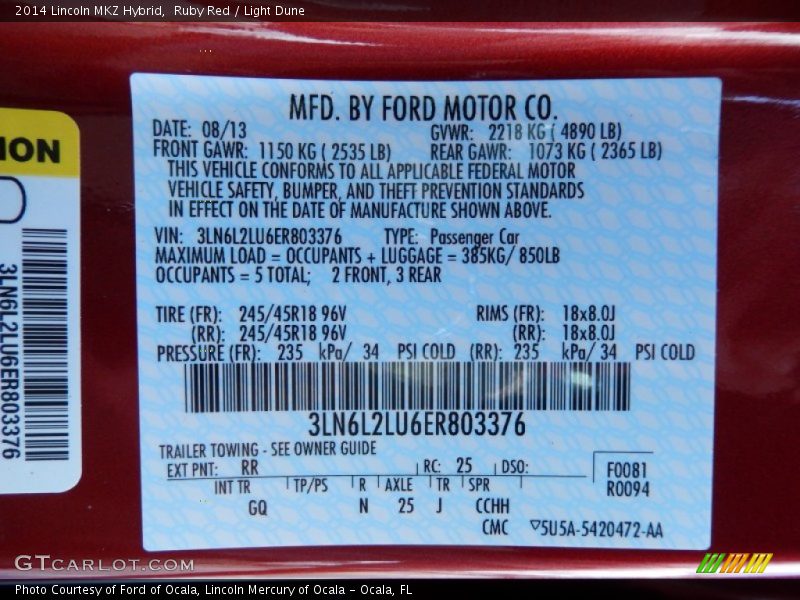 2014 Lincoln MKZ Hybrid,  Ruby Red / Light Dune
MFD. BY FORD MOTOR CO.
DATE: 08/13 GVWR: 2218 KG ( 4890 LB)
FRONT GAWR: 1150 KG ( 2535 LB) REAR GAWR: 1073 KG ( 2365 LB)
THIS VEHICLE CONFORMS TO ALL APPLICABLE FEDERAL MOTOR
VEHICLE SAFETY, BUMPER, AND THEFT PREVENTION STANDARDS
IN EFFECT ON THE DATE OF MANUFACTURE SHOWN ABOVE.
VIN: 3LN6L2LU6ER803376 TYPE: Passenger Car
MAXIMUM LOAD = OCCUPANTS + LUGGAGE = 385KG/ 850LB
OCCUPANTS = 5 TOTAL; 2 FRONT, 3 REAR
TIRE (FR): 245/45R18 96V RIMS (FR): 18x8.0J
(RR): 245/45R18 96V (RR): 18x8.0J
PRESSURE (FR): 235 kPa/ 34 PSI COLD (RR): 235 kPa/ 34 PSI COLD
3LN6L2LU6ER803376
TRAILER TOWING - SEE OWNER GUIDE
EXT PNT: RR RC: 25 DSO: F0081
INT TR TP/PS R AXLE TR SPR R0094
GQ N 25 J CCHH
CMC ▽5U5A-5420472-AA
ION
3LN6L2LU6ER803376
GTCarLot.com
Photo Courtesy of Ford of Ocala, Lincoln Mercury of Ocala - Ocala, FL